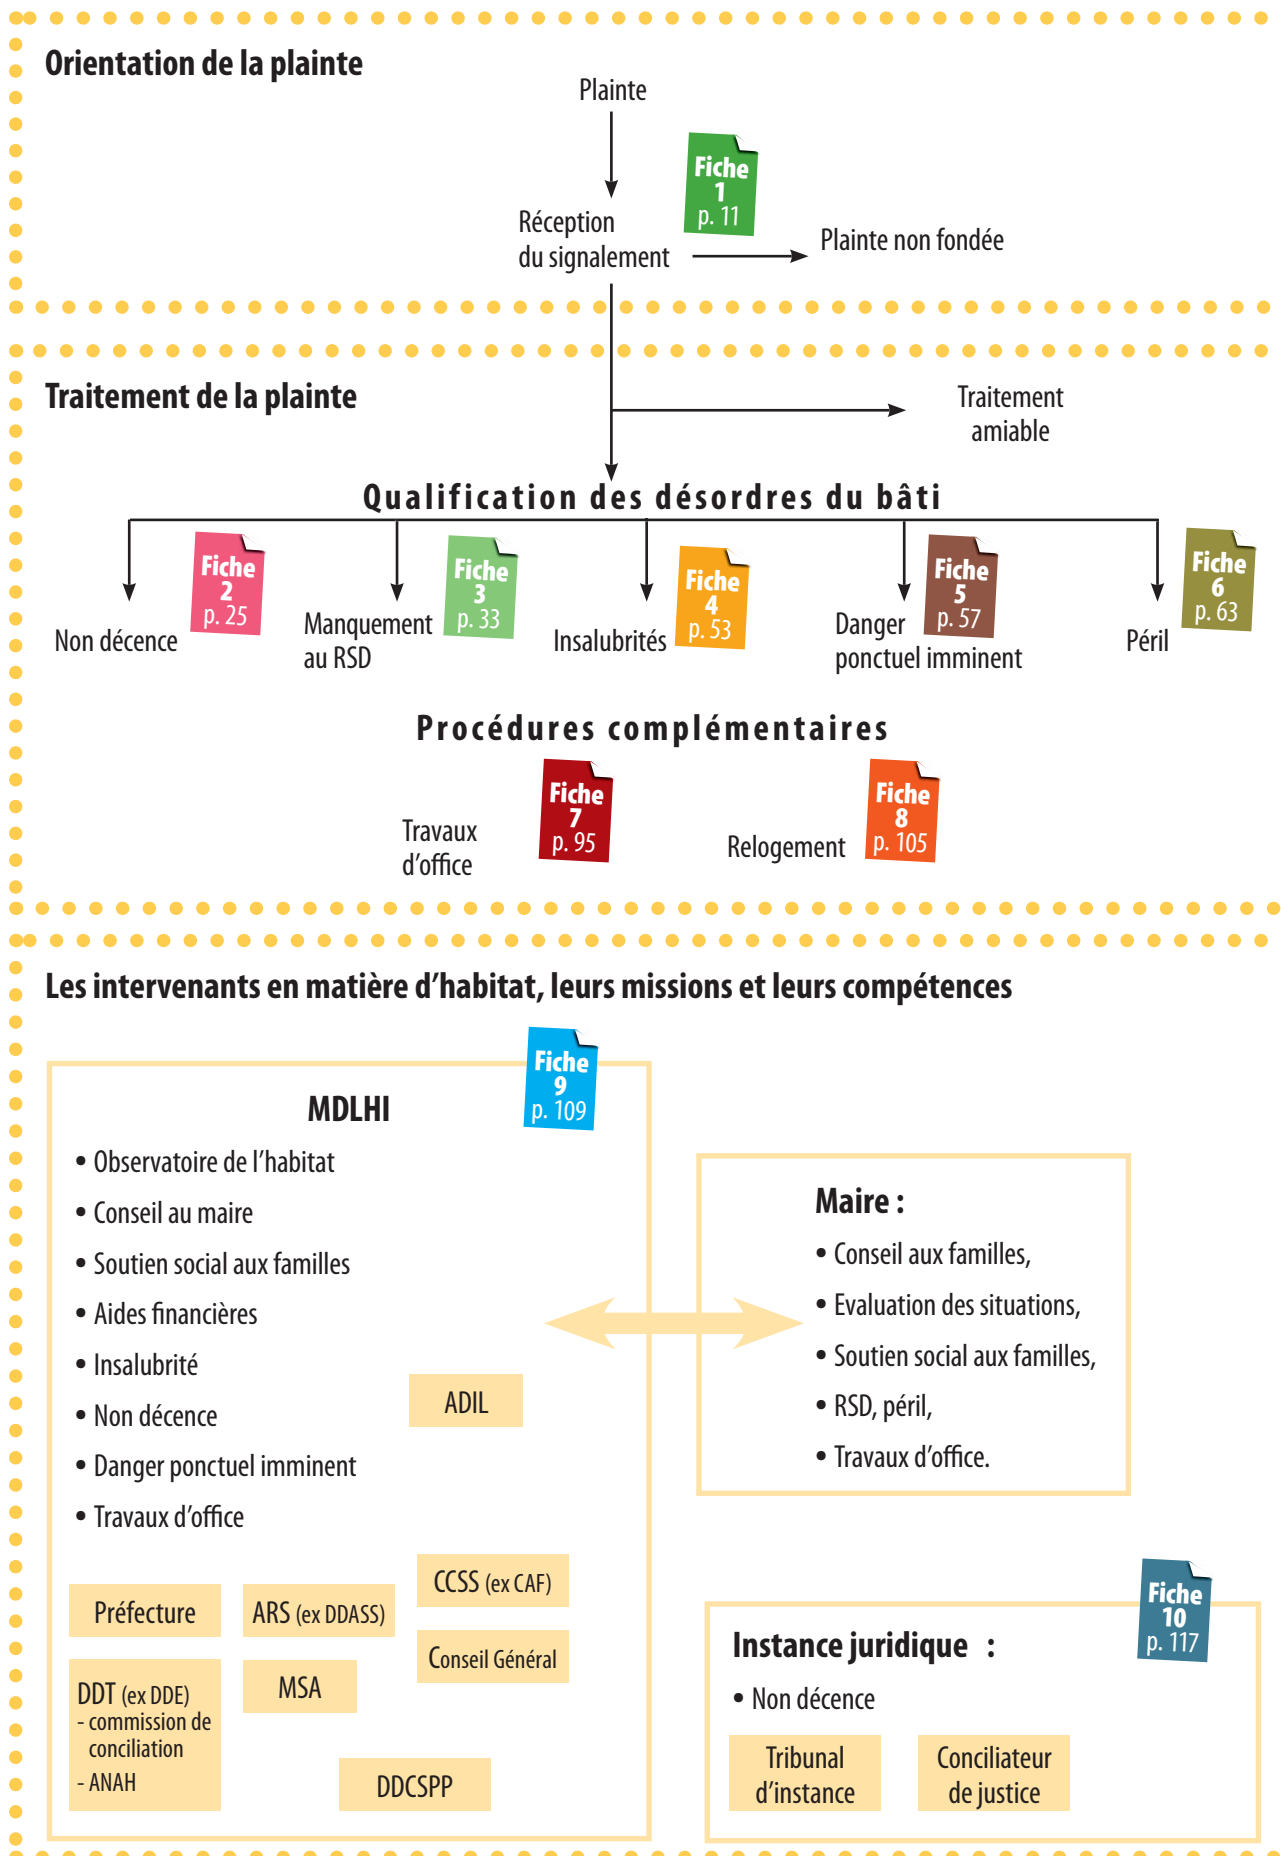 Orientation de la plainte
Plainte
Fiche
1
p. 11
Réception
du signalement
Plainte non fondée
Traitement de la plainte
Traitement
amiable
Qualification des désordres du bâti
Fiche
2
p. 25
Non décence
Fiche
3
p. 33
Manquement
au RSD
Fiche
4
p. 53
Insalubrités
Fiche
5
p. 57
Danger
ponctuel imminent
Fiche
6
p. 63
Péril
Procédures complémentaires
Fiche
7
p. 95
Travaux
d'office
Fiche
8
p. 105
Relogement
Les intervenants en matière d'habitat, leurs missions et leurs compétences
Fiche
9
p. 109
MDLHI
• Observatoire de l'habitat
• Conseil au maire
• Soutien social aux familles
• Aides financières
• Insalubrité
• Non décence
• Danger ponctuel imminent
• Travaux d'office
ADIL
CCSS (ex CAF)
Préfecture
ARS (ex DDASS)
Conseil Général
DDT (ex DDE)
- commission de
conciliation
- ANAH
MSA
DDCSPP
Maire :
• Conseil aux familles,
• Evaluation des situations,
• Soutien social aux familles,
• RSD, péril,
• Travaux d'office.
Fiche
10
p. 117
Instance juridique :
• Non décence
Tribunal
d'instance
Conciliateur
de justice